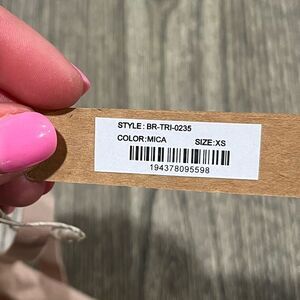 STYLE: BR-TRI-0235
COLOR:MICA SIZE:XS
194378095598